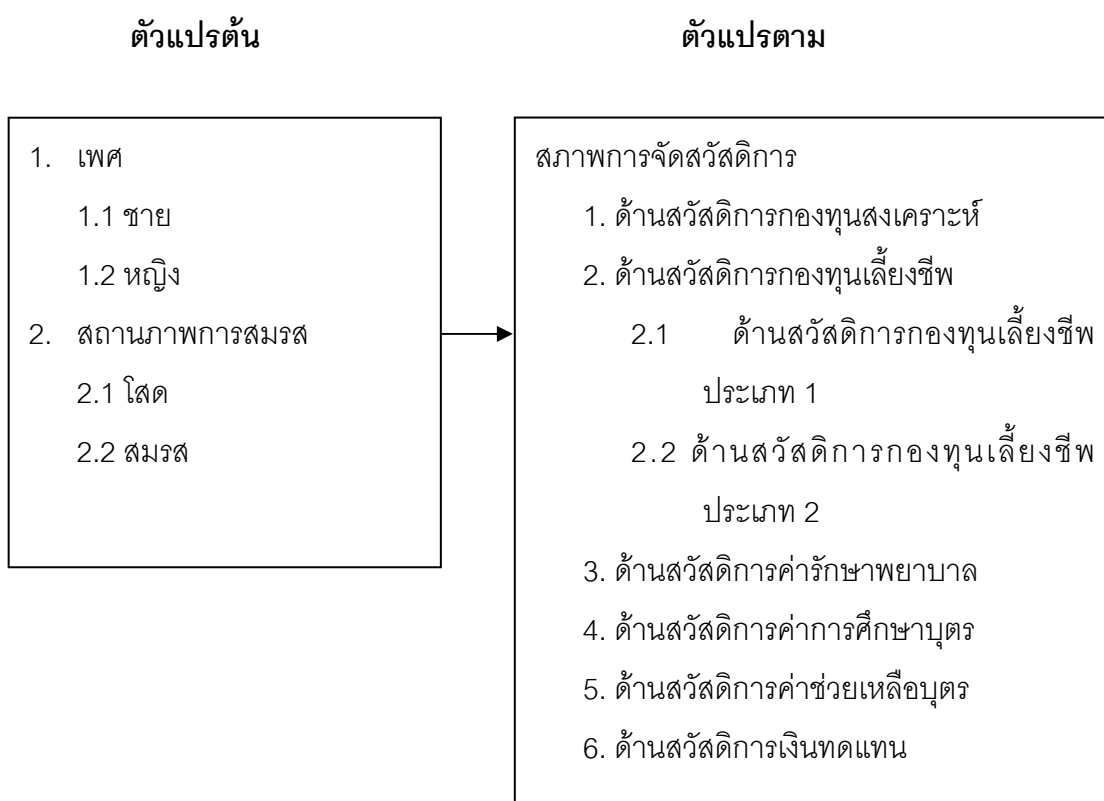 ตัวแปรต้น
ตัวแปรตาม
1. เพศ
1.1 ชาย
1.2 หญิง
2. สถานภาพการสมรส
2.1 โสด
2.2 สมรส
สภาพการจัดสวัสดิการ
1. ด้านสวัสดิการกองทุนสงเคราะห์
2. ด้านสวัสดิการกองทุนเลี้ยงชีพ
2.1 ด้านสวัสดิการกองทุนเลี้ยงชีพ
ประเภท 1
2.2 ด้านสวัสดิการกองทุนเลี้ยงชีพ
ประเภท 2
3. ด้านสวัสดิการค่ารักษาพยาบาล
4. ด้านสวัสดิการค่าการศึกษาบุตร
5. ด้านสวัสดิการค่าช่วยเหลือบุตร
6. ด้านสวัสดิการเงินทดแทน